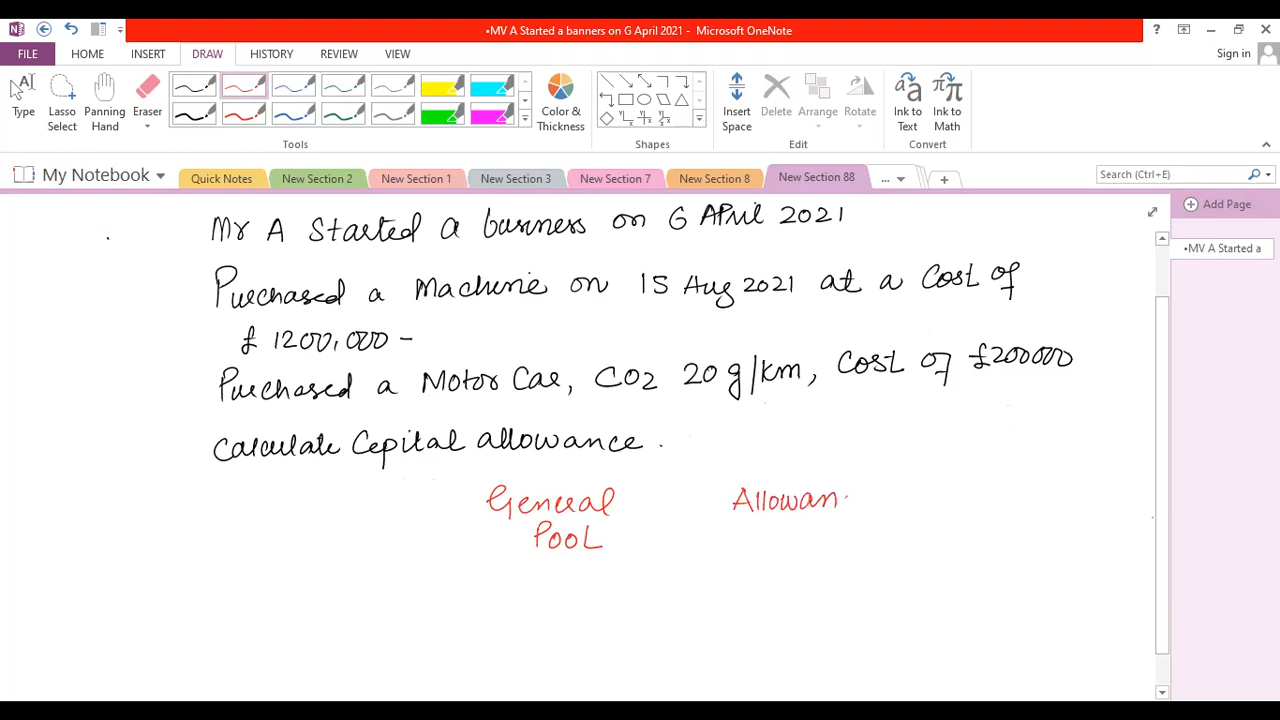 •MV A Started a banners on G April 2021 - Microsoft OneNote
?
FILE HOME INSERT DRAW HISTORY REVIEW VIEW
Sign in
Type
Lasso Select
Panning Hand
Eraser
Color & Thickness
Insert Space
Delete
Arrange
Rotate
Ink to Text
Ink to Math
Tools
Shapes
Edit
Convert
My Notebook
Quick Notes
New Section 2
New Section 1
New Section 3
New Section 7
New Section 8
New Section 88
...
Search (Ctrl+E)
Add Page
•MV A Started a
Mr A Started a business on 6 APril 2021
Purchased a Machine on 15 Aug 2021 at a Cost of
£ 1200,000 -
Purchased a Motor Car, CO2 20 g/km, Cost of £200000
Calculate Capital allowance.
General Allowan
Pool